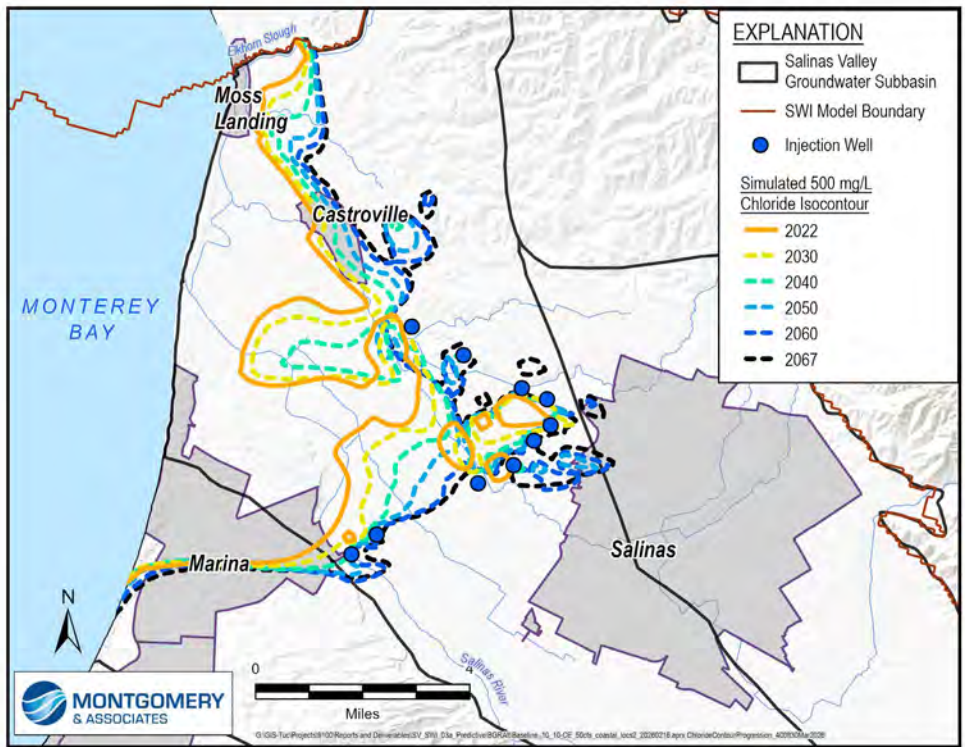 Elkhorn Slough
Moss
Landing
Castroville
MONTEREY
BAY
Marina
Salinas
Salinas River
N
0
4
Miles
MONTGOMERY
& ASSOCIATES
EXPLANATION
Salinas Valley
Groundwater Subbasin
SWI Model Boundary
Injection Well
Simulated 500 mg/L
Chloride Isocontour
2022
2030
2040
2050
2060
2067